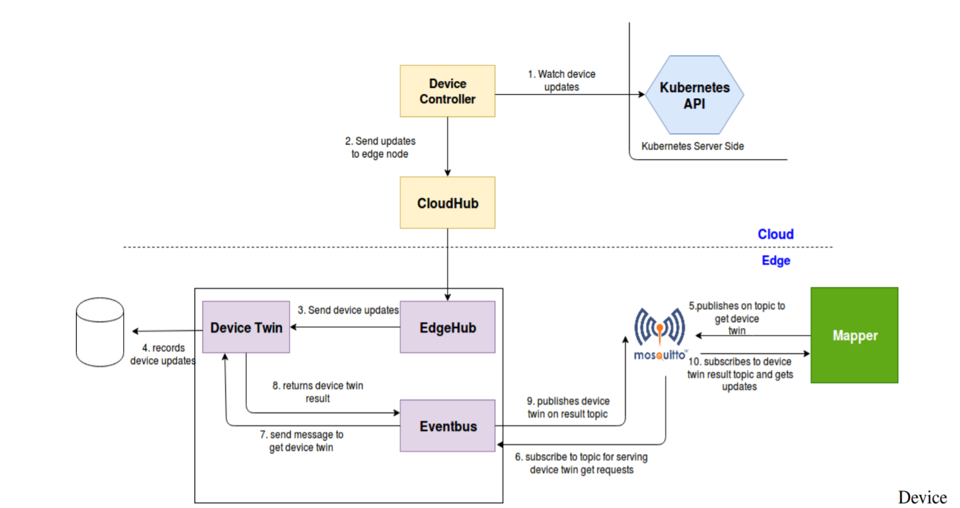 Device
Controller
1. Watch device
updates
Kubernetes
API
Kubernetes Server Side
2. Send updates
to edge node
CloudHub
Cloud
Edge
Device Twin
3. Send device updates
EdgeHub
4. records
device updates
mosquitto™
5.publishes on topic to
get device
twin
Mapper
10. subscribes to device
twin result topic and gets
updates
8. returns device twin
result
7. send message to
get device twin
Eventbus
9. publishes device
twin on result topic
6. subscribe to topic for serving
device twin get requests
Device